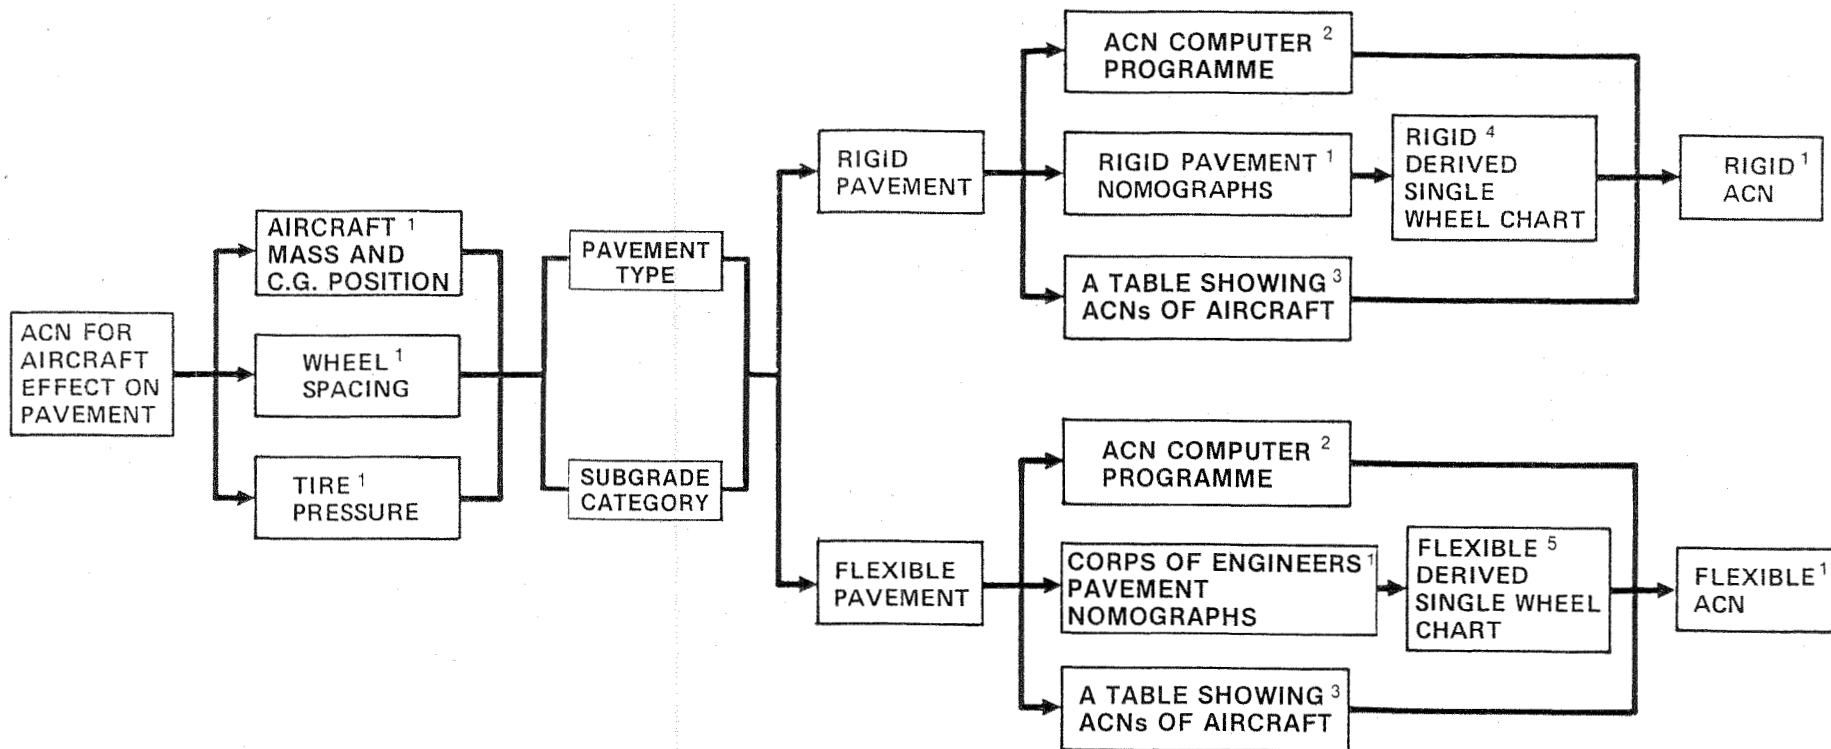 ACN FOR
AIRCRAFT
EFFECT ON
PAVEMENT
AIRCRAFT 1
MASS AND
C.G. POSITION
WHEEL 1
SPACING
TIRE 1
PRESSURE
PAVEMENT
TYPE
SUBGRADE
CATEGORY
RIGID
PAVEMENT
ACN COMPUTER 2
PROGRAMME
RIGID PAVEMENT 1
NOMOGRAPHS
A TABLE SHOWING 3
ACNs OF AIRCRAFT
RIGID 4
DERIVED
SINGLE
WHEEL CHART
RIGID 1
ACN
FLEXIBLE
PAVEMENT
ACN COMPUTER 2
PROGRAMME
CORPS OF ENGINEERS 1
PAVEMENT
NOMOGRAPHS
A TABLE SHOWING 3
ACNs OF AIRCRAFT
FLEXIBLE 5
DERIVED
SINGLE WHEEL
CHART
FLEXIBLE 1
ACN